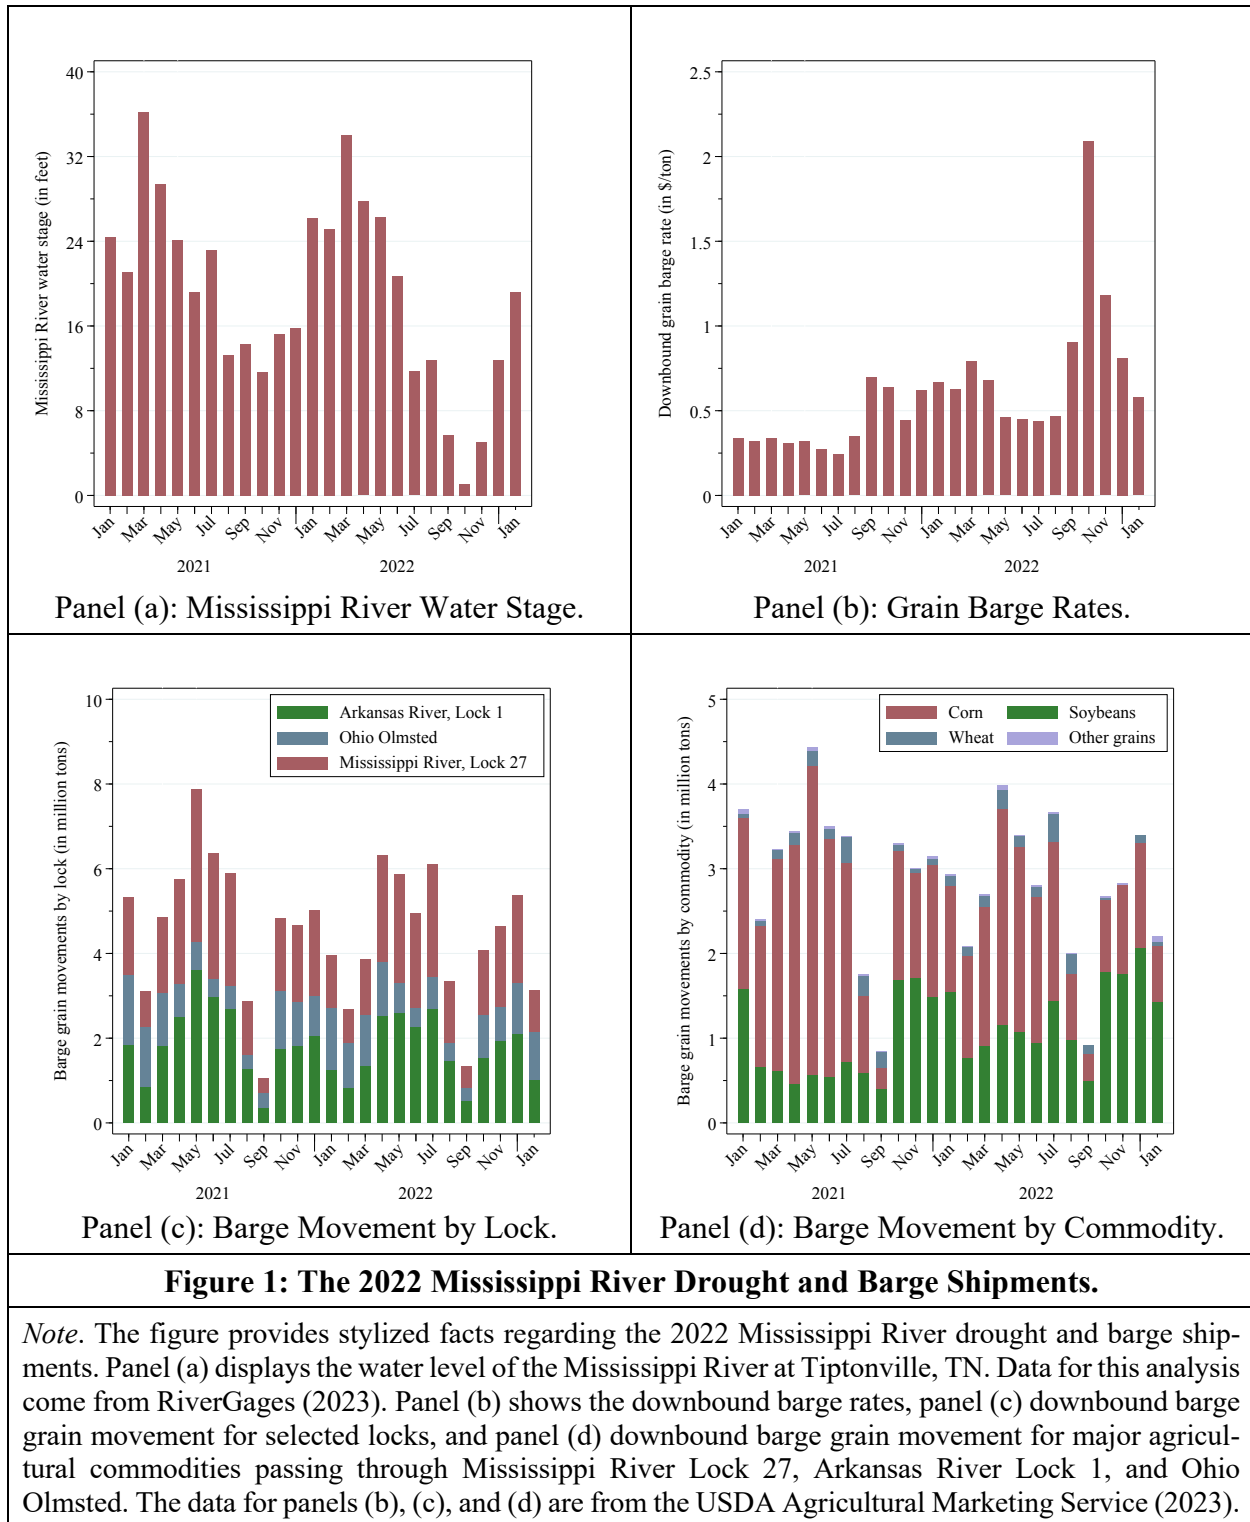 40
32
24
16
8
0
Mississippi River water stage (in feet)
Jan
Mar
May
Jul
Sep
Nov
Jan
Mar
May
Jul
Sep
Nov
Jan
2021
2022
Panel (a): Mississippi River Water Stage.
2.5
2
1.5
1
0.5
0
Downbound grain barge rate (in $/ton)
Jan
Mar
May
Jul
Sep
Nov
Jan
Mar
May
Jul
Sep
Nov
Jan
2021
2022
Panel (b): Grain Barge Rates.
10
8
6
4
2
0
Barge grain movements by lock (in million tons)
Arkansas River, Lock 1
Ohio Olmsted
Mississippi River, Lock 27
Jan
Mar
May
Jul
Sep
Nov
Jan
Mar
May
Jul
Sep
Nov
Jan
2021
2022
Panel (c): Barge Movement by Lock.
5
4
3
2
1
0
Barge grain movements by commodity (in million tons)
Corn
Soybeans
Wheat
Other grains
Jan
Mar
May
Jul
Sep
Nov
Jan
Mar
May
Jul
Sep
Nov
Jan
2021
2022
Panel (d): Barge Movement by Commodity.
Figure 1: The 2022 Mississippi River Drought and Barge Shipments.
Note. The figure provides stylized facts regarding the 2022 Mississippi River drought and barge ship-
ments. Panel (a) displays the water level of the Mississippi River at Tiptonville, TN. Data for this analysis
come from RiverGages (2023). Panel (b) shows the downbound barge rates, panel (c) downbound barge
grain movement for selected locks, and panel (d) downbound barge grain movement for major agricul-
tural commodities passing through Mississippi River Lock 27, Arkansas River Lock 1, and Ohio
Olmsted. The data for panels (b), (c), and (d) are from the USDA Agricultural Marketing Service (2023).